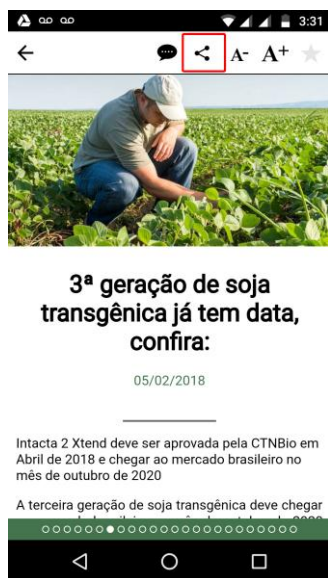 3:31
A- A+
3ª geração de soja
transgênica já tem data,
confira:
05/02/2018
Intacta 2 Xtend deve ser aprovada pela CTNBio em
Abril de 2018 e chegar ao mercado brasileiro no
mês de outubro de 2020
A terceira geração de soja transgênica deve chegar